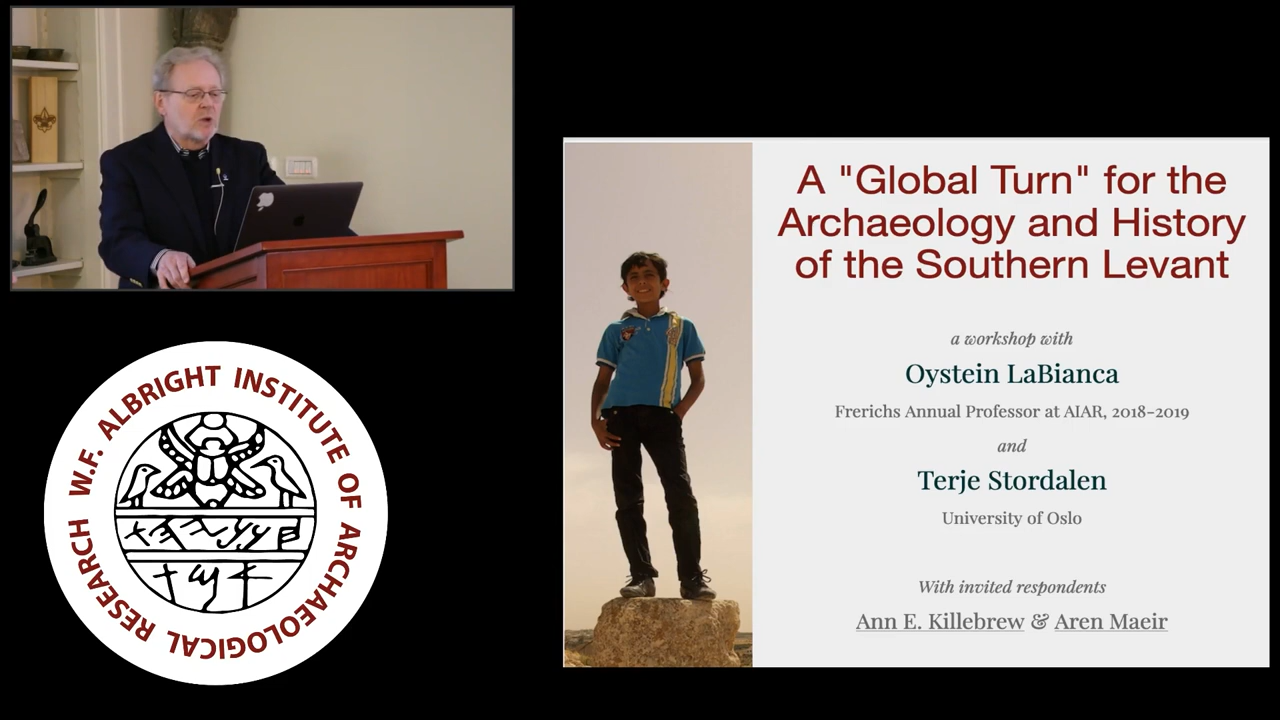 W.F. ALBRIGHT INSTITUTE OF ARCHAEOLOGICAL RESEARCH
A "Global Turn" for the
Archaeology and History
of the Southern Levant
a workshop with
Oystein LaBianca
Frerichs Annual Professor at AIAR, 2018-2019
and
Terje Stordalen
University of Oslo
With invited respondents
Ann E. Killebrew & Aren Maeir